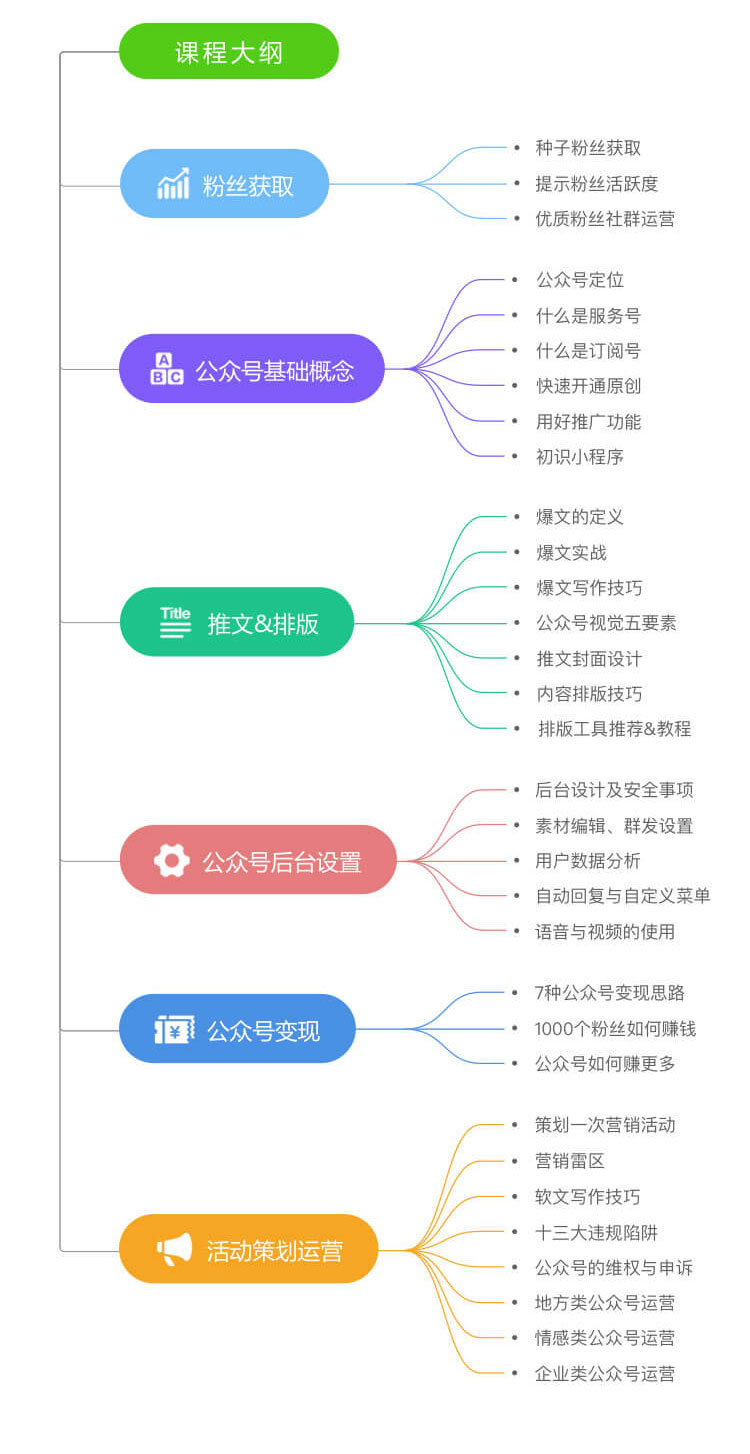 课程大纲
粉丝获取
种子粉丝获取
提示粉丝活跃度
优质粉丝社群运营
A
B C
公众号基础概念
公众号定位
什么是服务号
什么是订阅号
快速开通原创
用好推广功能
初识小程序
Title
推文&排版
爆文的定义
爆文实战
爆文写作技巧
公众号视觉五要素
推文封面设计
内容排版技巧
排版工具推荐&教程
公众号后台设置
后台设计及安全事项
素材编辑、群发设置
用户数据分析
自动回复与自定义菜单
语音与视频的使用
¥
公众号变现
7种公众号变现思路
1000个粉丝如何赚钱
公众号如何赚更多
活动策划运营
策划一次营销活动
营销雷区
软文写作技巧
十三大违规陷阱
公众号的维权与申诉
地方类公众号运营
情感类公众号运营
企业类公众号运营